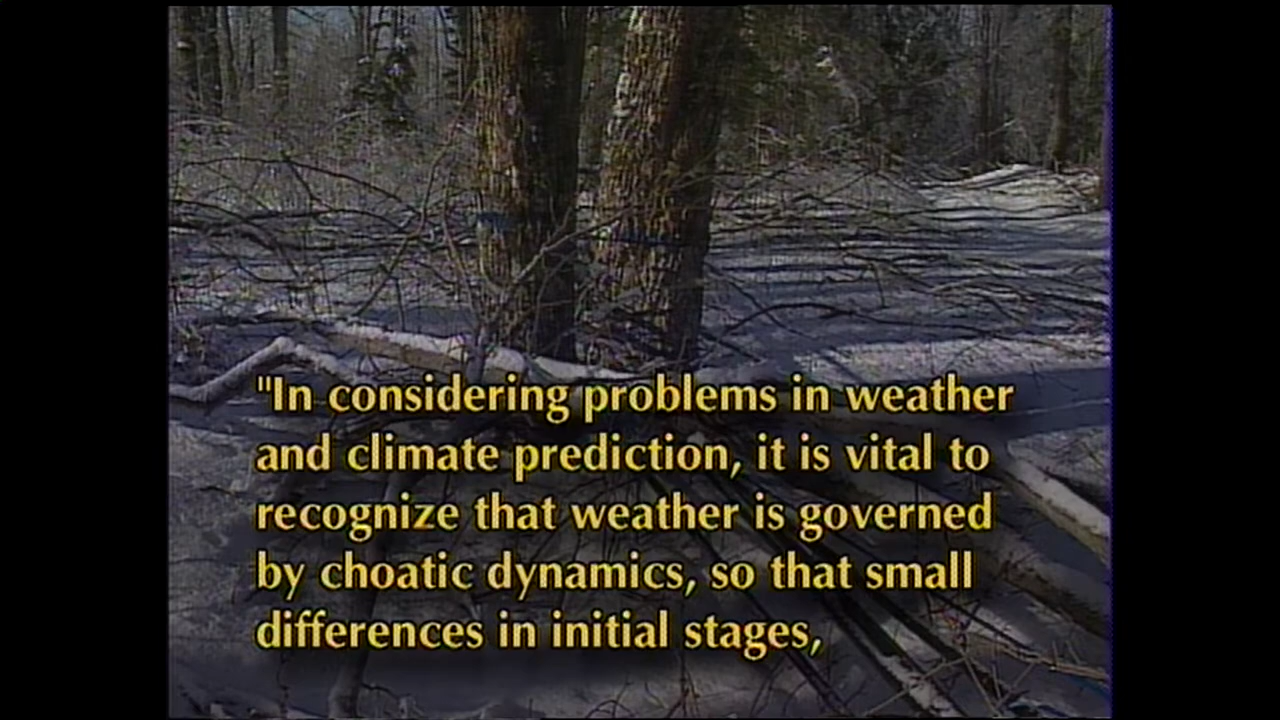 "In considering problems in weather
and climate prediction, it is vital to
recognize that weather is governed
by choatic dynamics, so that small
differences in initial stages,